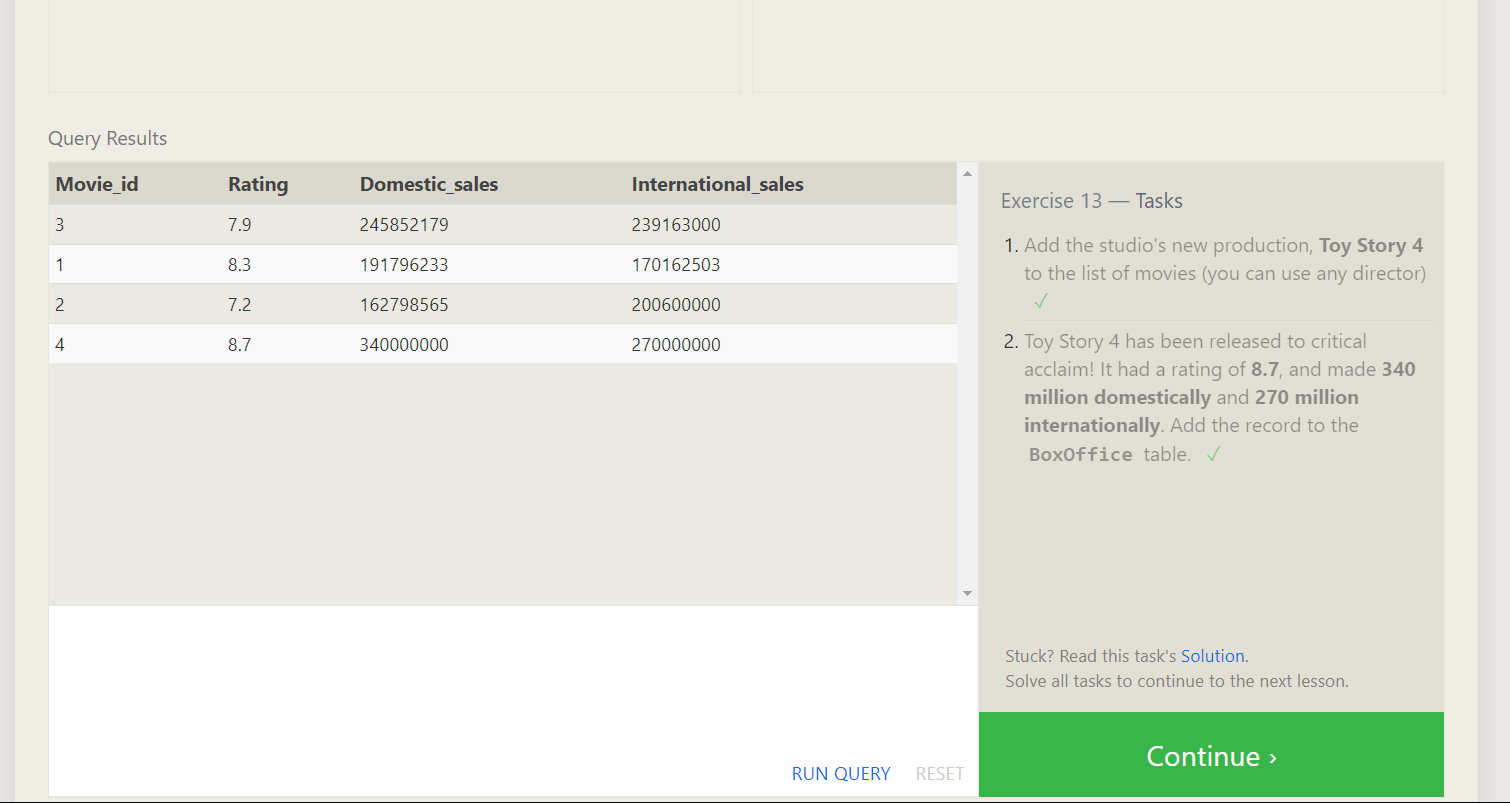 Query Results
Movie_id Rating Domestic_sales International_sales
3 7.9 245852179 239163000
1 8.3 191796233 170162503
2 7.2 162798565 200600000
4 8.7 340000000 270000000
Exercise 13 — Tasks
1. Add the studio's new production, Toy Story 4
to the list of movies (you can use any director)
✓
2. Toy Story 4 has been released to critical
acclaim! It had a rating of 8.7, and made 340
million domestically and 270 million
internationally. Add the record to the
BoxOffice table. ✓
Stuck? Read this task's Solution.
Solve all tasks to continue to the next lesson.
RUN QUERY RESET
Continue ›